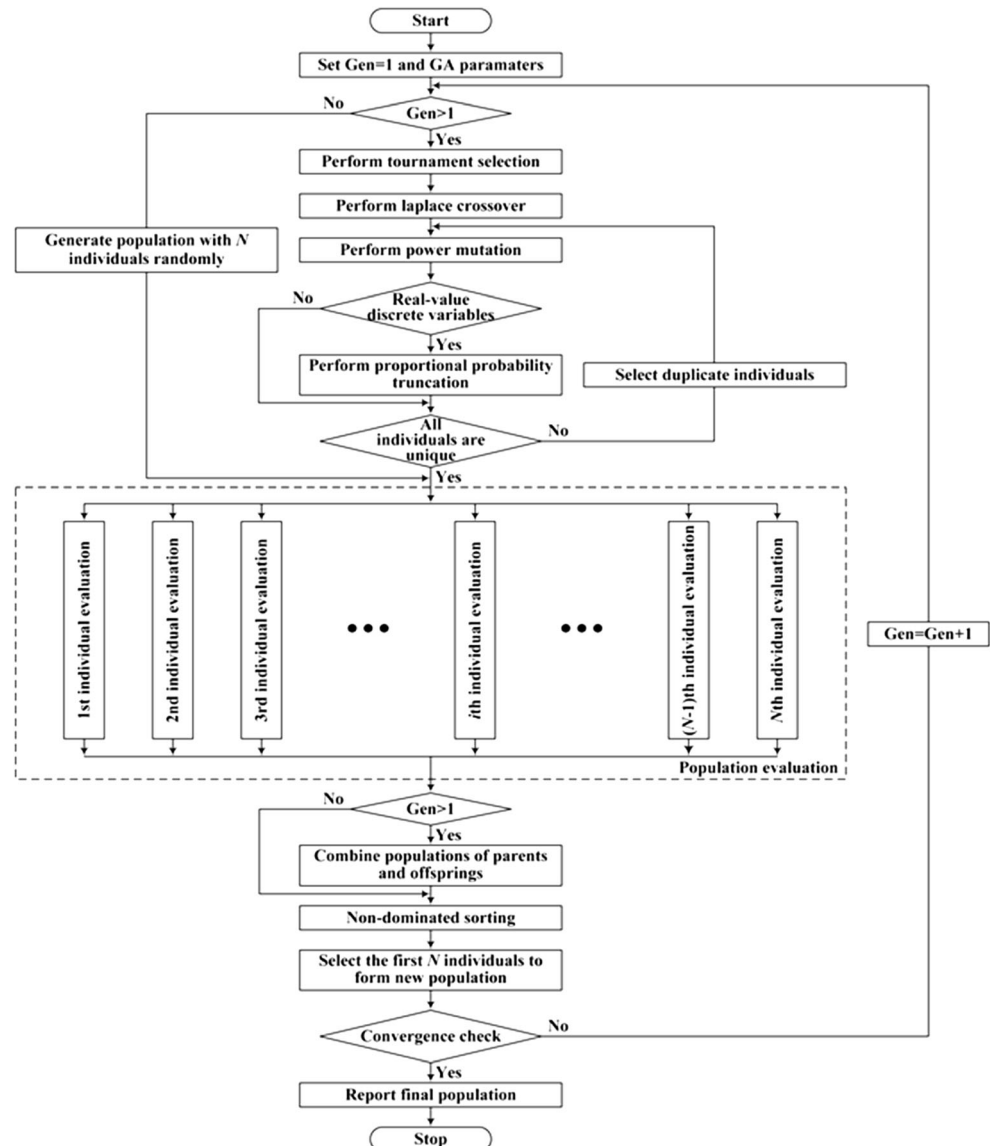 Start
Set Gen=1 and GA paramaters
No
Gen>1
Yes
Perform tournament selection
Perform laplace crossover
Generate population with N
individuals randomly
Perform power mutation
No
Real-value
discrete variables
Yes
Perform proportional probability
truncation
Select duplicate individuals
All
individuals are
unique
No
Yes
1st individual evaluation
2nd individual evaluation
3rd individual evaluation
•••
ith individual evaluation
•••
(N-1)th individual evaluation
Nth individual evaluation
Gen=Gen+1
Population evaluation
No
Gen>1
Yes
Combine populations of parents
and offsprings
Non-dominated sorting
Select the first N individuals to
form new population
Convergence check
No
Yes
Report final population
Stop